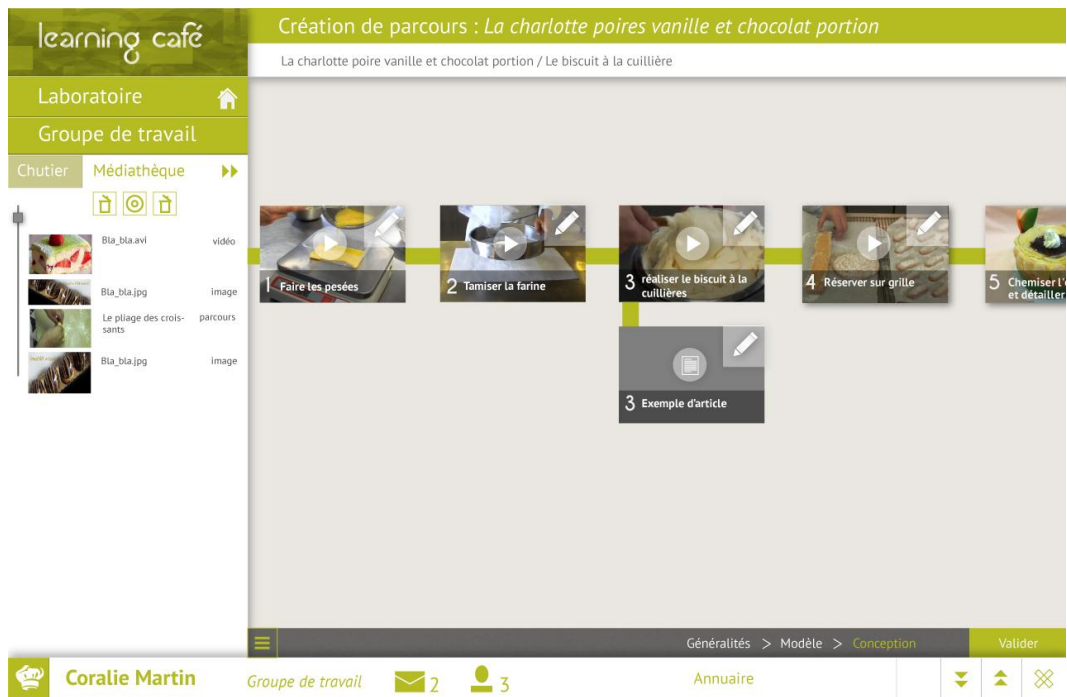 learning café
Création de parcours : La charlotte poires vanille et chocolat portion
La charlotte poire vanille et chocolat portion / Le biscuit à la cuillière
Laboratoire
Groupe de travail
Chutier
Médiathèque
Bla_bla.avi
vidéo
Bla_bla.jpg
image
Le pliage des crois-
sants
parcours
Bla_bla.jpg
image
1 Faire les pesées
2 Tamiser la farine
3 réaliser le biscuit à la
cuillières
4 Réserver sur grille
5 Chemiser l'
et détailler
3 Exemple d'article
Généralités > Modèle > Conception
Valider
Coralie Martin
Groupe de travail
2
3
Annuaire